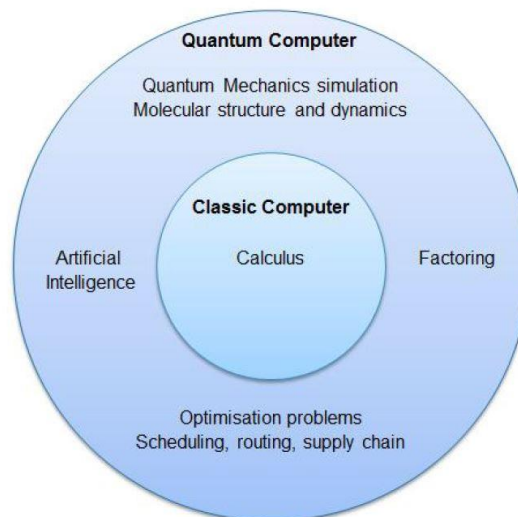 Quantum Computer
Quantum Mechanics simulation
Molecular structure and dynamics
Classic Computer
Calculus
Artificial
Intelligence
Factoring
Optimisation problems
Scheduling, routing, supply chain